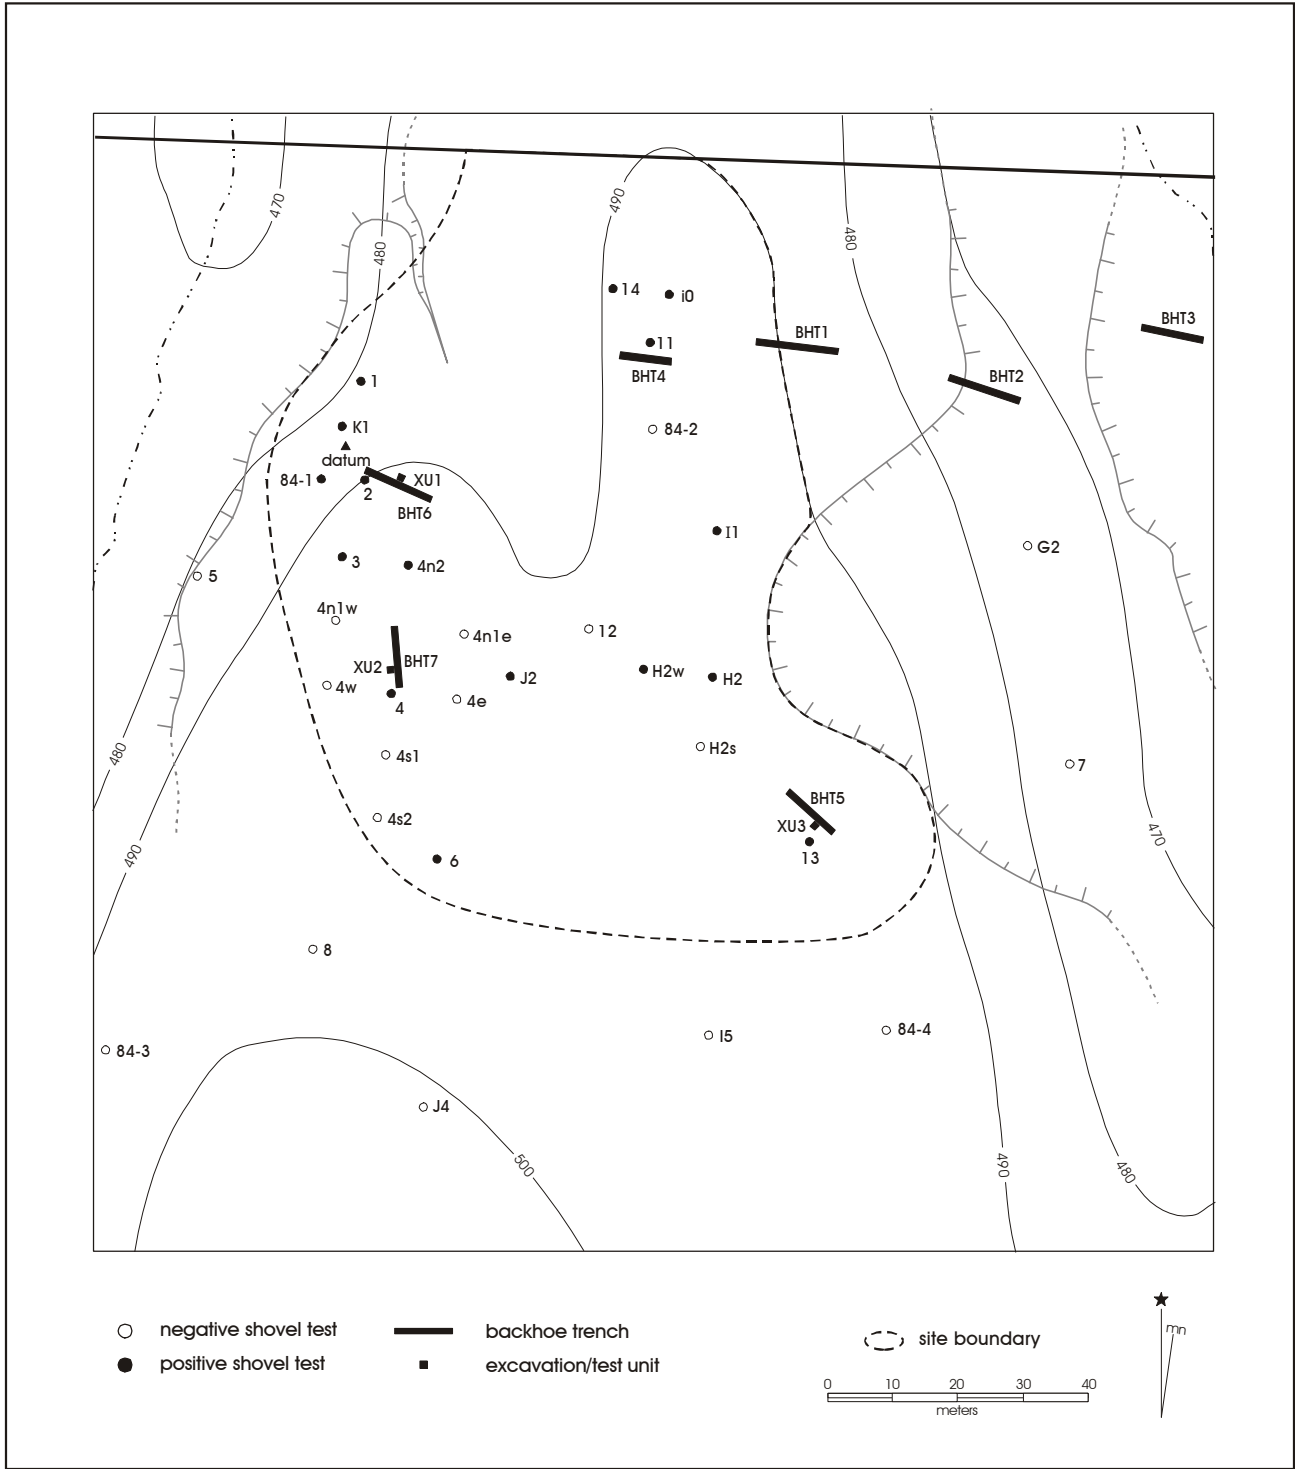 470
480
490
480
14
i0
11
BHT4
BHT1
BHT2
BHT3
1
K1
datum
84-1
2
XU1
BHT6
84-2
I1
3
4n2
G2
5
4n1w
4n1e
12
XU2
BHT7
4w
4
4e
J2
H2w
H2
H2s
4s1
4s2
6
7
BHT5
XU3
13
480
490
470
8
84-3
I5
84-4
J4
500
490
480
negative shovel test
positive shovel test
backhoe trench
excavation/test unit
site boundary
0 10 20 30 40
meters
mn